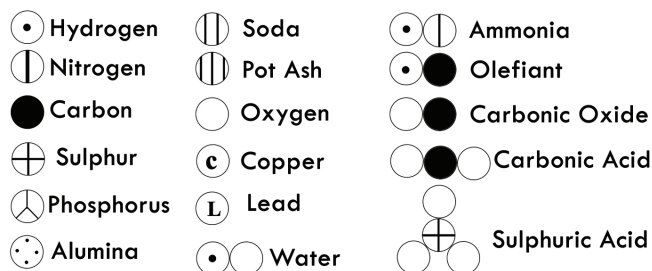 Hydrogen
Nitrogen
Carbon
Sulphur
Phosphorus
Alumina
Soda
Pot Ash
Oxygen
C Copper
L Lead
Water
Ammonia
Olefiant
Carbonic Oxide
Carbonic Acid
Sulphuric Acid